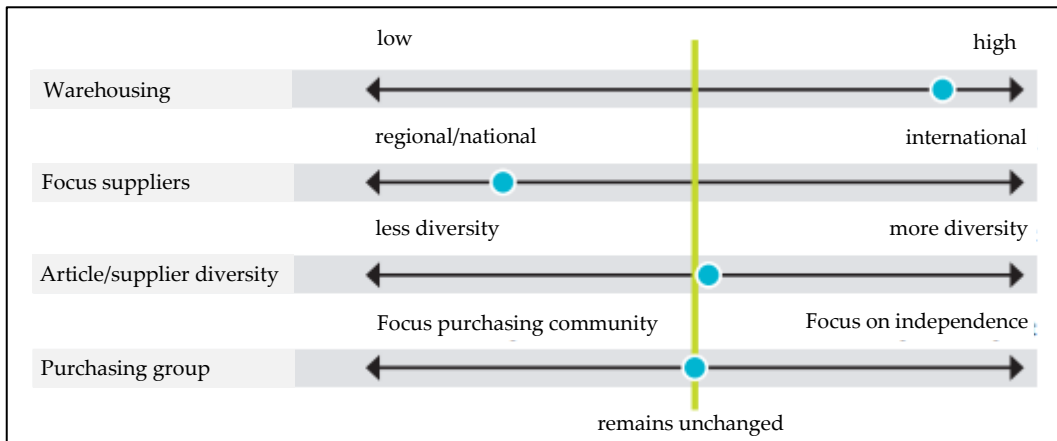 low high
Warehousing
regional/national international
Focus suppliers
less diversity more diversity
Article/supplier diversity
Focus purchasing community Focus on independence
Purchasing group
remains unchanged